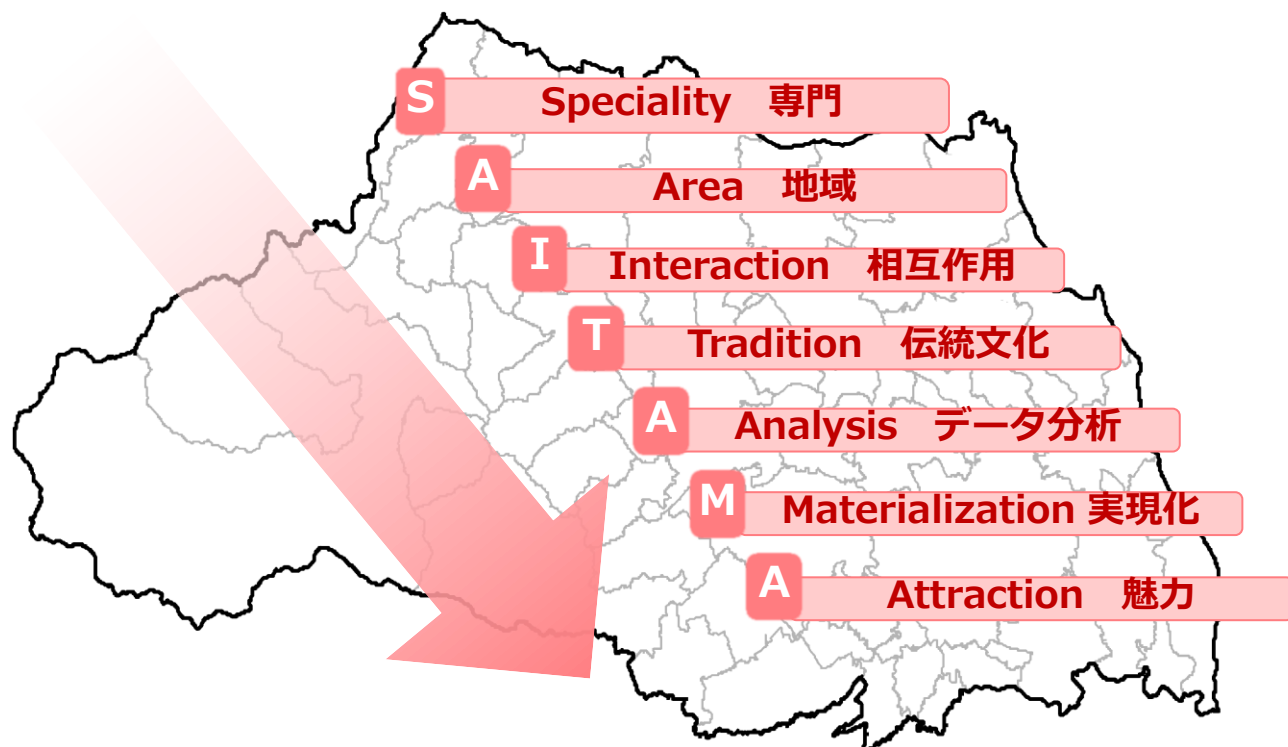 S Speciality 専門
A Area 地域
I Interaction 相互作用
T Tradition 伝統文化
A Analysis データ分析
M Materialization 実現化
A Attraction 魅力